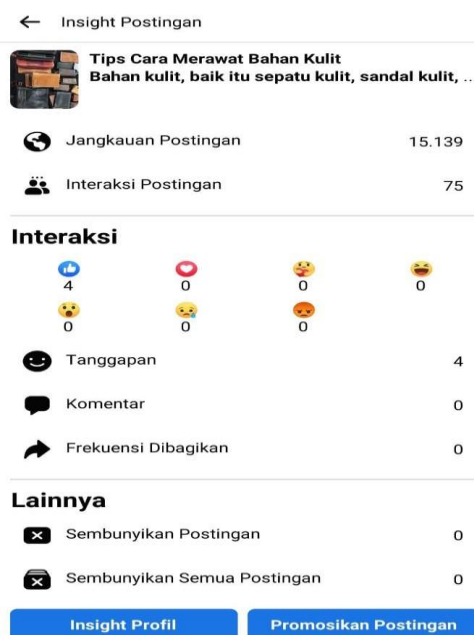 Insight Postingan
Tips Cara Merawat Bahan Kulit
Bahan kulit, baik itu sepatu kulit, sandal kulit, ...
Jangkauan Postingan 15.139
Interaksi Postingan 75
Interaksi
4 0 0 0
0 0 0
Tanggapan 4
Komentar 0
Frekuensi Dibagikan 0
Lainnya
Sembunyikan Postingan 0
Sembunyikan Semua Postingan 0
Insight Profil Promosikan Postingan